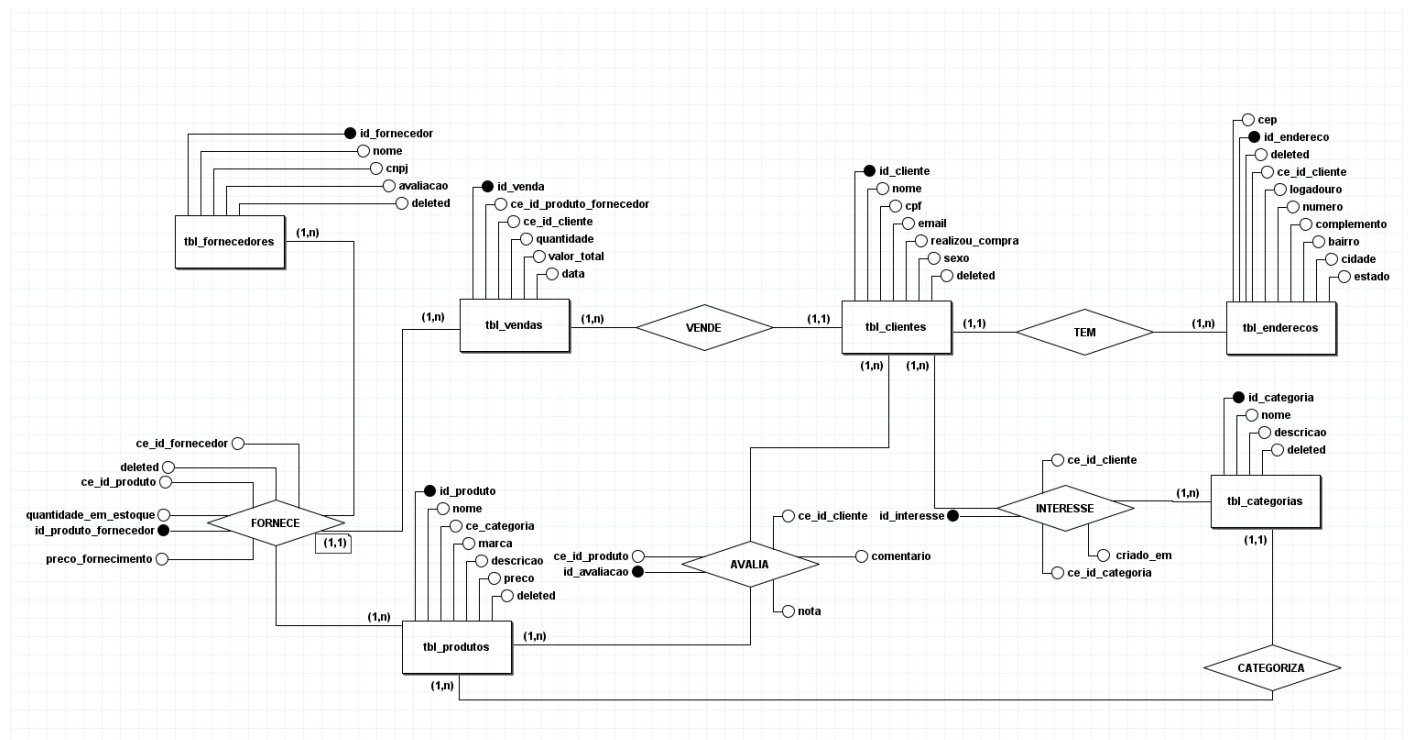 id_fornecedor
nome
cnpj
avaliacao
deleted
tbl_fornecedores
(1,n)
id_venda
ce_id_produto_fornecedor
ce_id_cliente
quantidade
valor_total
data
tbl_vendas
(1,n)
(1,n)
VENDE
(1,1)
id_cliente
nome
cpf
email
realizou_compra
sexo
deleted
tbl_clientes
(1,1)
(1,n)
(1,n)
TEM
(1,n)
cep
id_endereco
deleted
ce_id_cliente
logadouro
numero
complemento
bairro
cidade
estado
tbl_enderecos
ce_id_fornecedor
deleted
ce_id_produto
quantidade_em_estoque
id_produto_fornecedor
preco_fornecimento
FORNECE
(1,1)
(1,n)
id_produto
nome
ce_categoria
marca
descricao
preco
deleted
tbl_produtos
(1,n)
(1,n)
ce_id_cliente
ce_id_produto
id_avaliacao
AVALIA
comentario
nota
ce_id_cliente
id_interesse
INTERESSE
criado_em
ce_id_categoria
(1,n)
id_categoria
nome
descricao
deleted
tbl_categorias
(1,1)
CATEGORIZA